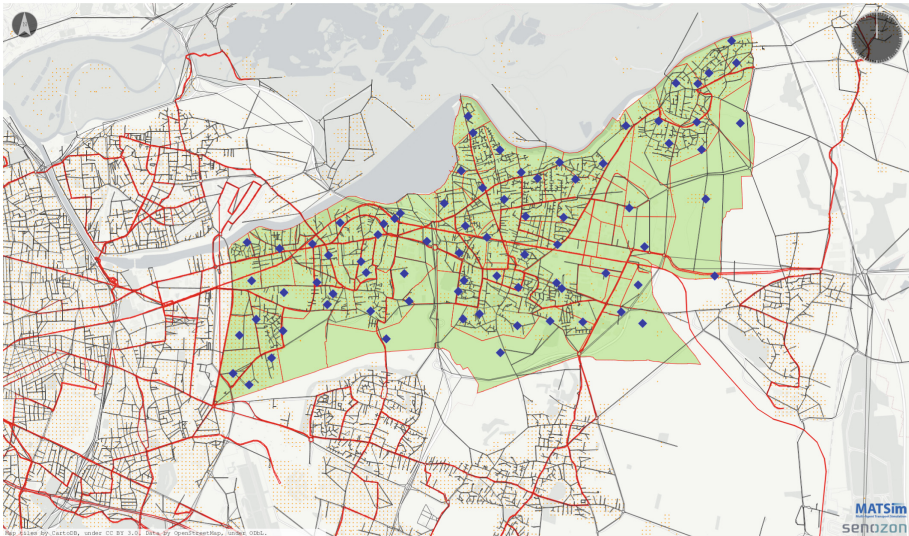 MATSim
senozon
Map tiles by CartoDB, under CC BY 3.0. Data by OpenStreetMap, under ODbL.